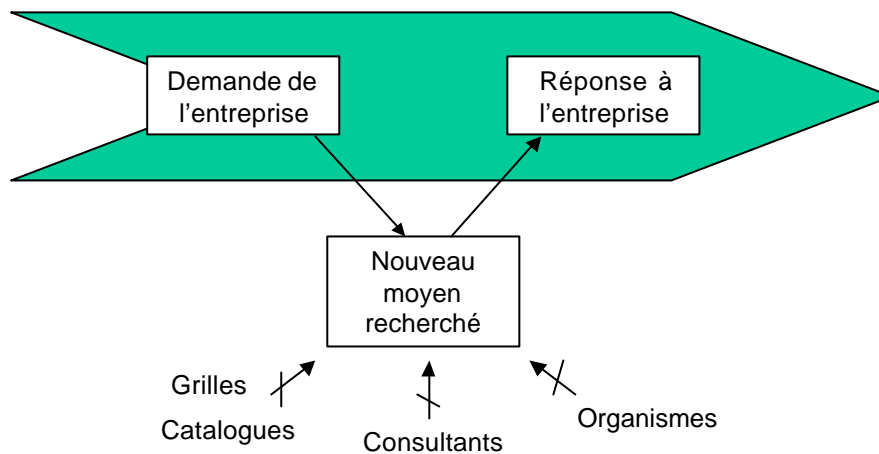 Demande de
l'entreprise
Réponse à
l'entreprise
Nouveau
moyen
recherché
Grilles
Catalogues
Consultants
Organismes